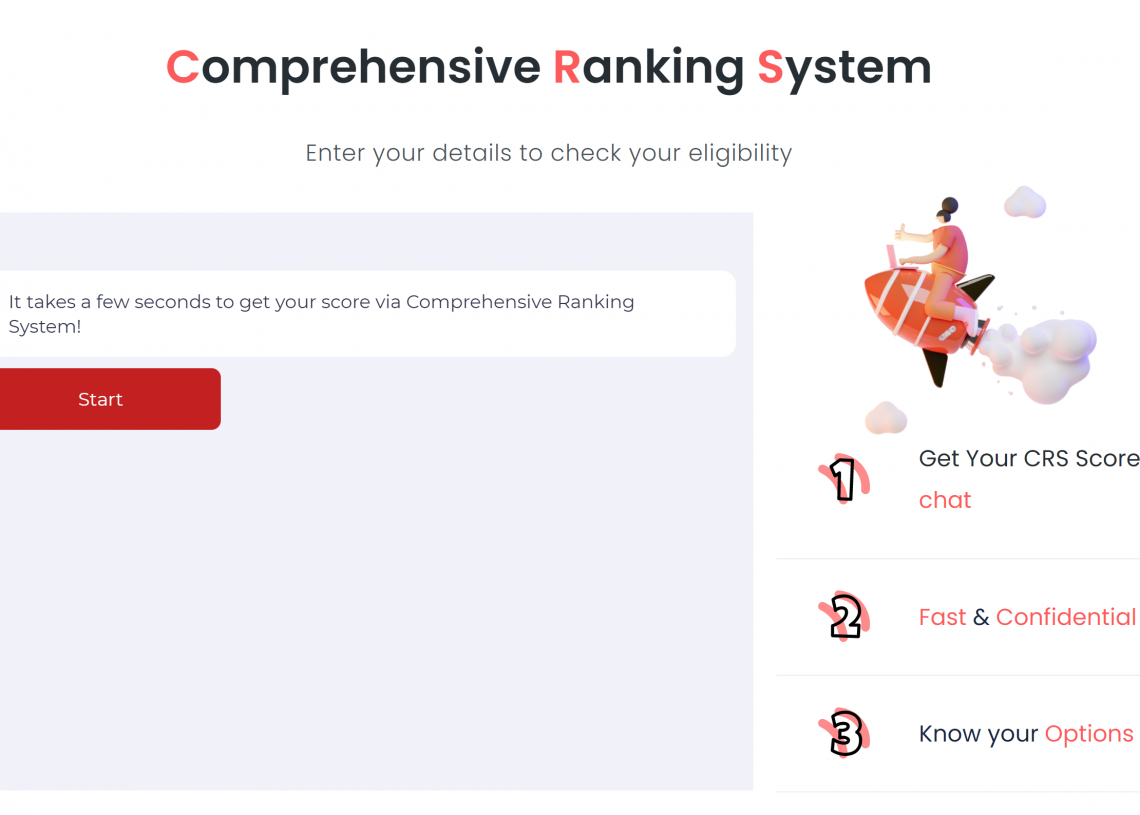 Comprehensive Ranking System
Enter your details to check your eligibility
It takes a few seconds to get your score via Comprehensive Ranking
System!
Start
1
Get Your CRS Score
chat
2
Fast & Confidential
3
Know your Options